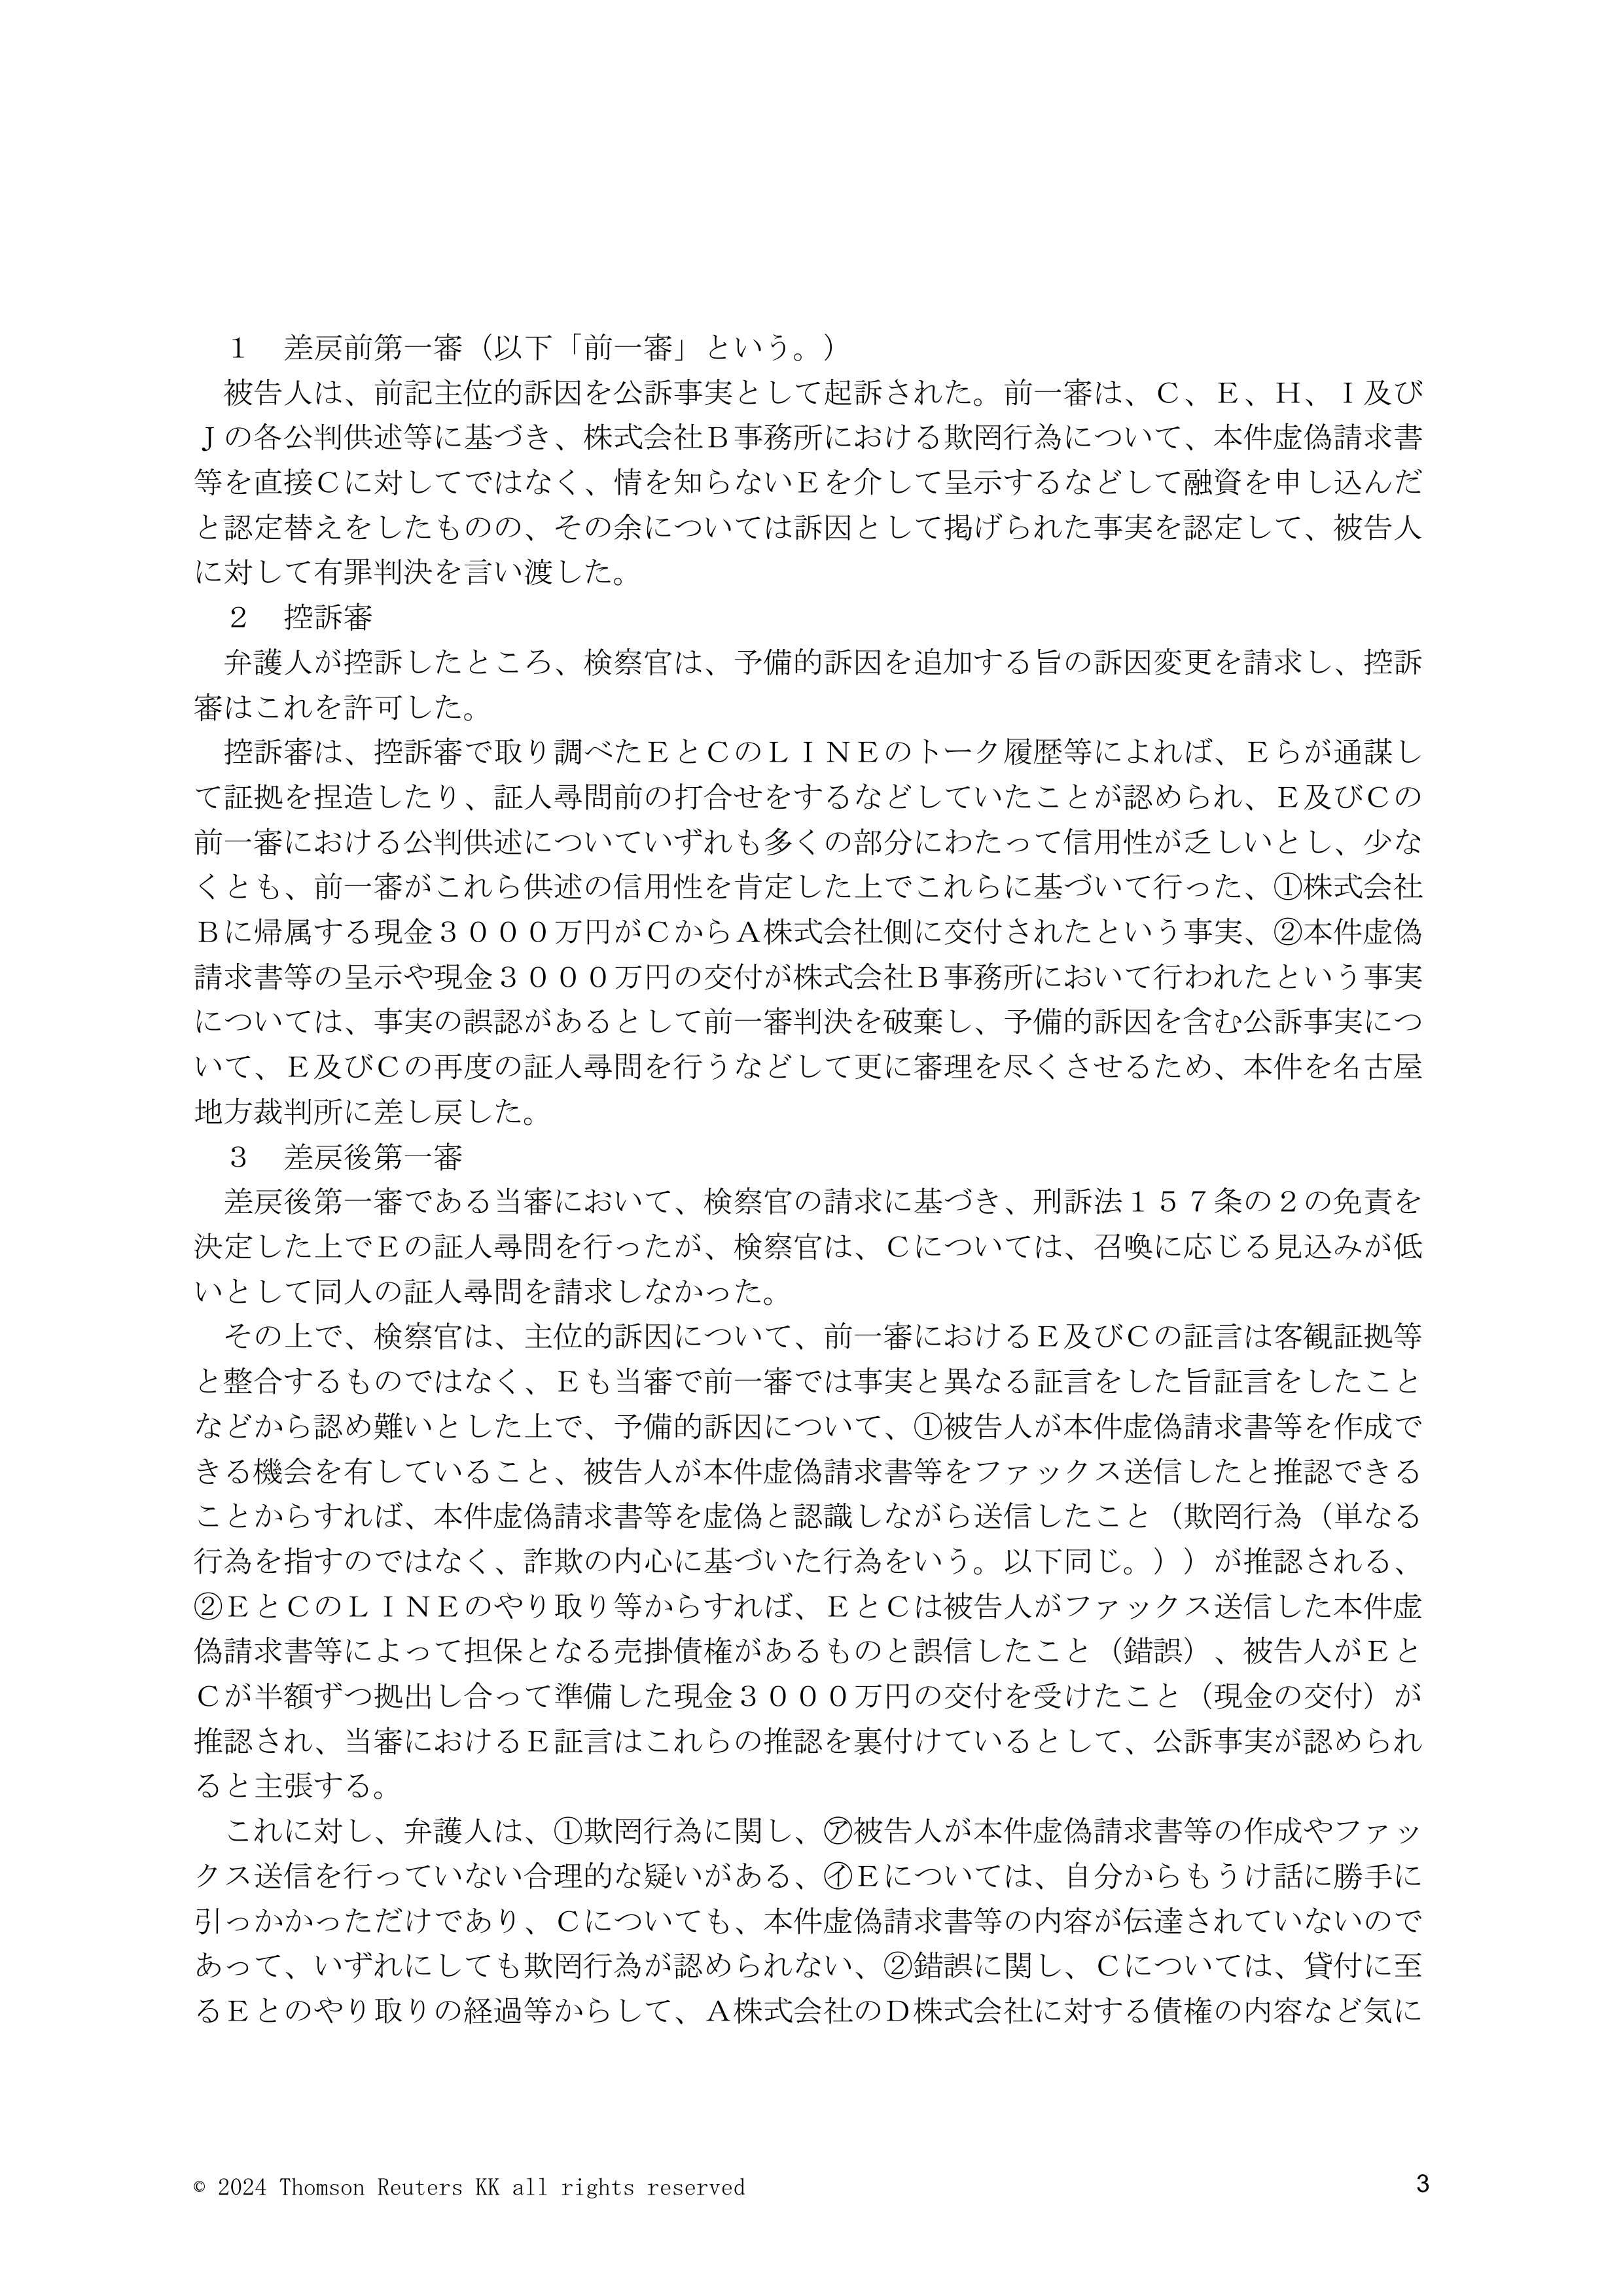 １　差戻前第一審（以下「前一審」という。）
被告人は、前記主位的訴因を公訴事実として起訴された。前一審は、Ｃ、Ｅ、Ｈ、Ｉ及び
Ｊの各公判供述等に基づき、株式会社Ｂ事務所における欺罔行為について、本件虚偽請求書
等を直接Ｃに対してではなく、情を知らないＥを介して呈示するなどして融資を申し込んだ
と認定替えをしたものの、その余については訴因として掲げられた事実を認定して、被告人
に対して有罪判決を言い渡した。
２　控訴審
弁護人が控訴したところ、検察官は、予備的訴因を追加する旨の訴因変更を請求し、控訴
審はこれを許可した。
控訴審は、控訴審で取り調べたＥとＣのＬＩＮＥのトーク履歴等によれば、Ｅらが通謀し
て証拠を捏造したり、証人尋問前の打合せをするなどしていたことが認められ、Ｅ及びＣの
前一審における公判供述についていずれも多くの部分にわたって信用性が乏しいとし、少な
くとも、前一審がこれら供述の信用性を肯定した上でこれらに基づいて行った、①株式会社
Ｂに帰属する現金３０００万円がＣからＡ株式会社側に交付されたという事実、②本件虚偽
請求書等の呈示や現金３０００万円の交付が株式会社Ｂ事務所において行われたという事実
については、事実の誤認があるとして前一審判決を破棄し、予備的訴因を含む公訴事実につ
いて、Ｅ及びＣの再度の証人尋問を行うなどして更に審理を尽くさせるため、本件を名古屋
地方裁判所に差し戻した。
３　差戻後第一審
差戻後第一審である当審において、検察官の請求に基づき、刑訴法１５７条の２の免責を
決定した上でＥの証人尋問を行ったが、検察官は、Ｃについては、召喚に応じる見込みが低
いとして同人の証人尋問を請求しなかった。
その上で、検察官は、主位的訴因について、前一審におけるＥ及びＣの証言は客観証拠等
と整合するものではなく、Ｅも当審で前一審では事実と異なる証言をした旨証言をしたこと
などから認め難いとした上で、予備的訴因について、①被告人が本件虚偽請求書等を作成で
きる機会を有していること、被告人が本件虚偽請求書等をファックス送信したと推認できる
ことからすれば、本件虚偽請求書等を虚偽と認識しながら送信したこと（欺罔行為（単なる
行為を指すのではなく、詐欺の内心に基づいた行為をいう。以下同じ。））が推認される、
②ＥとＣのＬＩＮＥのやり取り等からすれば、ＥとＣは被告人がファックス送信した本件虚
偽請求書等によって担保となる売掛債権があるものと誤信したこと（錯誤）、被告人がＥと
Ｃが半額ずつ拠出し合って準備した現金３０００万円の交付を受けたこと（現金の交付）が
推認され、当審におけるＥ証言はこれらの推認を裏付けているとして、公訴事実が認められ
ると主張する。
これに対し、弁護人は、①欺罔行為に関し、㋐被告人が本件虚偽請求書等の作成やファッ
クス送信を行っていない合理的な疑いがある、㋑Ｅについては、自分からもうけ話に勝手に
引っかかっただけであり、Ｃについても、本件虚偽請求書等の内容が伝達されていないので
あって、いずれにしても欺罔行為が認められない、②錯誤に関し、Ｃについては、貸付に至
るＥとのやり取りの経過等からして、Ａ株式会社のＤ株式会社に対する債権の内容など気に
© 2024 Thomson Reuters KK all rights reserved
3